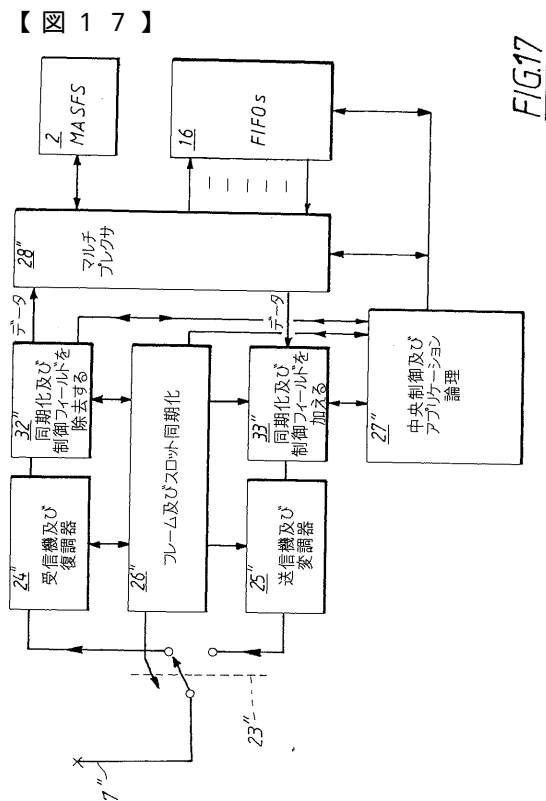 【図17】
2
MASFS
16
FIFOs
28"
マルチ
プレクサ
データ
データ
32"
同期化及び
制御フィールドを
除去する
33"
同期化及び
制御フィールドを
加える
27"
中央制御及び
アプリケーション
論理
24"
受信機及び
復調器
26"
フレーム及びスロット同期化
25"
送信機及び
変調器
23"
FIG.17